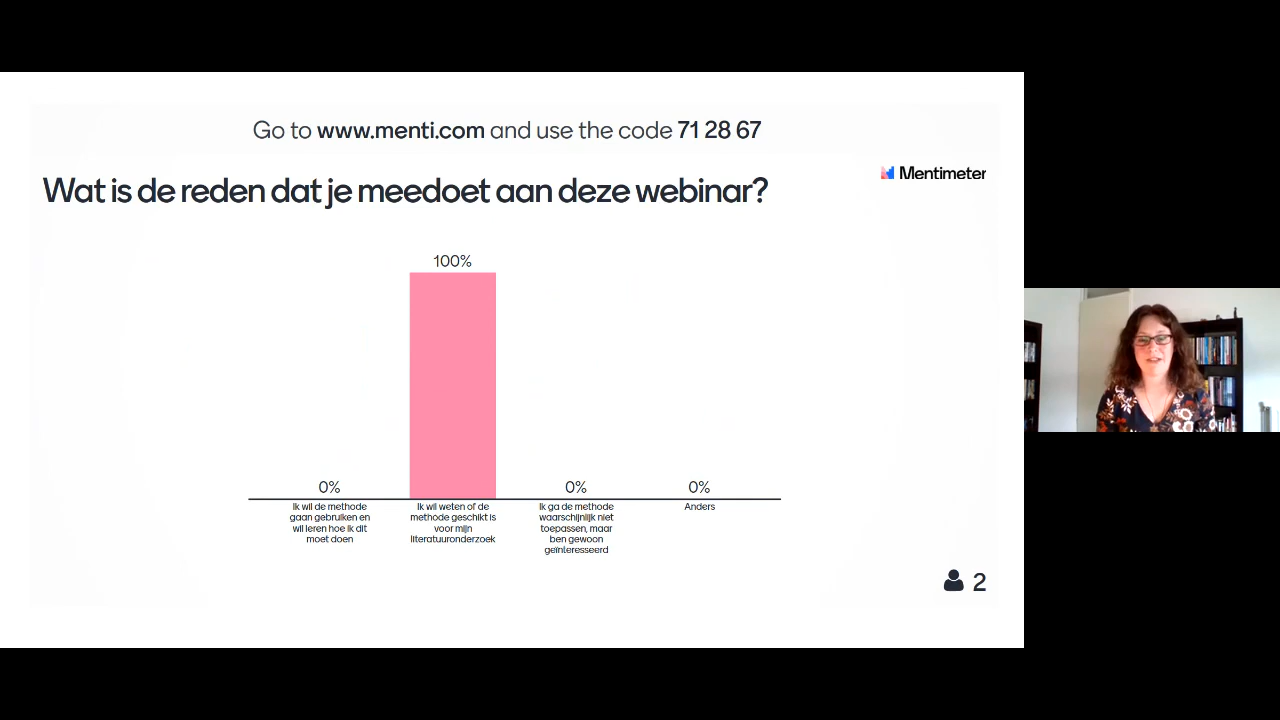 Go to www.menti.com and use the code 71 28 67
Mentimeter
Wat is de reden dat je meedoet aan deze webinar?
100%
0%
0%
0%
Ik wil de methode
gaan gebruiken en
wil leren hoe ik dit
moet doen
Ik wil weten of de
methode geschikt is
voor mijn
literatuuronderzoek
Ik ga de methode
waarschijnlijk niet
toepassen, maar
ben gewoon
geïnteresseerd
Anders
2